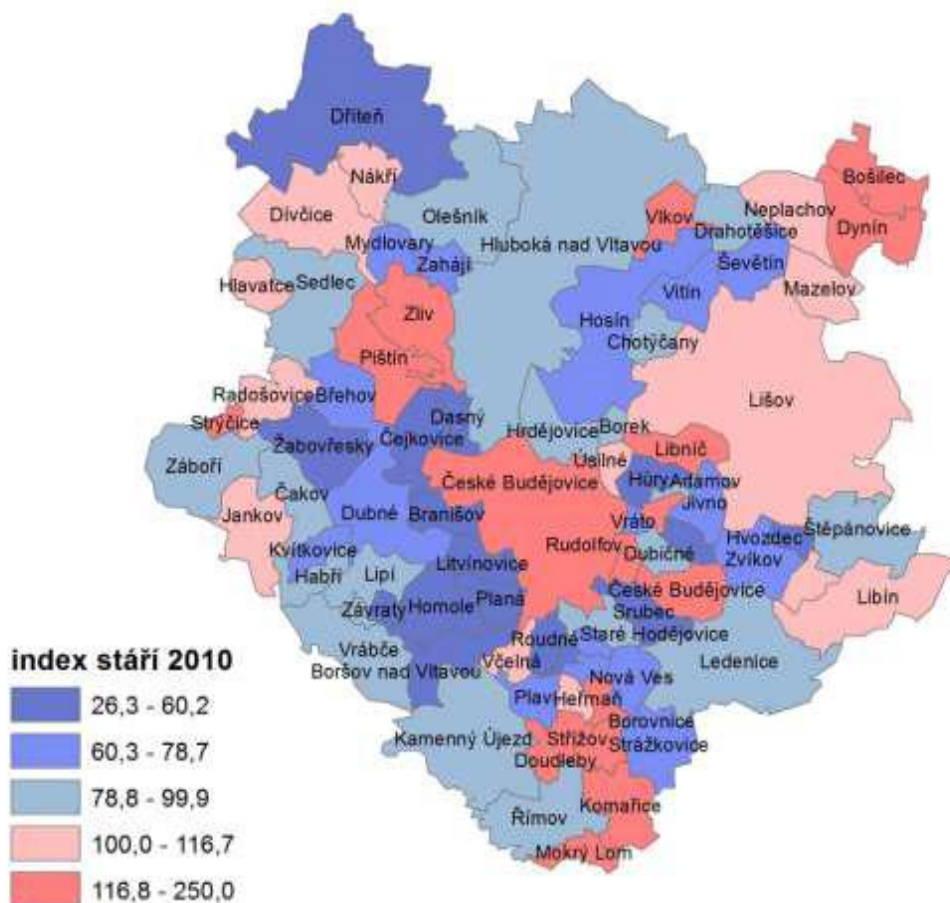 Dříteň
Nákří
Bošilec
Dívčice
Olešník
Vlkov
Neplachov
Dynín
Mydlovary
Hluboká nad Vltavou
Drahotěšice
Zahájí
Ševětín
Hlavatce
Sedlec
Vitín
Mazelov
Zliv
Hosín
Chotýčany
Pištín
Radošovice
Břehov
Lišov
Strýčice
Dasný
Žabovřesky
Čejkovice
Hrdějovice
Borek
Libníč
Záboří
České Budějovice
Úsilné
Čakov
Hůry
Adamov
Jivno
Jankov
Dubné
Branišov
Vráto
Štěpánovice
Kvítkovice
Rudolfov
Dubičné
Hvozdec
Habří
Lipí
Litvínovice
Zvíkov
Závraty
Homole
Planá
České Budějovice
Libín
Srubec
Vrábče
Roudné
Staré Hodějovice
Ledenice
Boršov nad Vltavou
Včelná
Nová Ves
Plav
Heřmaň
Borovnice
Kamenný Újezd
Střížov
Strážkovice
Doudleby
Římov
Komařice
Mokrý Lom
index stáří 2010
26,3 - 60,2
60,3 - 78,7
78,8 - 99,9
100,0 - 116,7
116,8 - 250,0